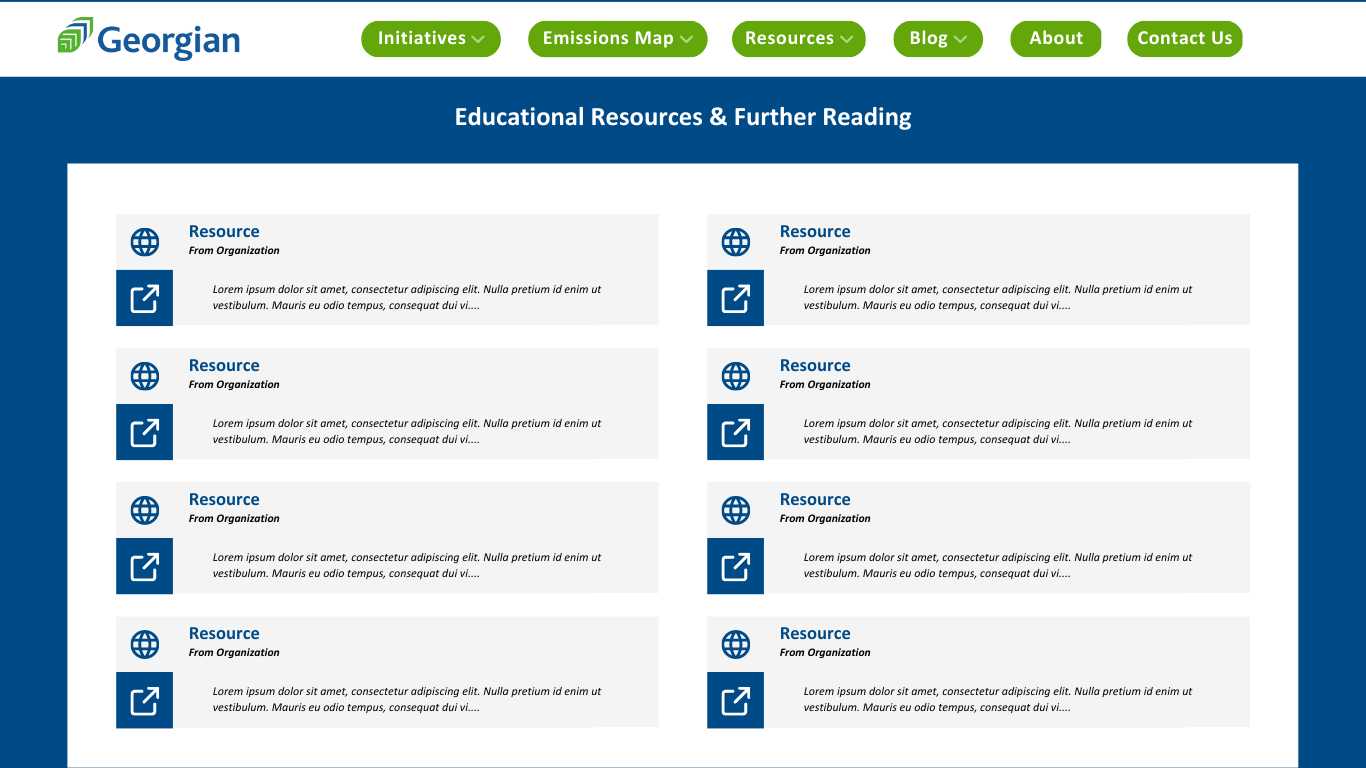 Georgian
Initiatives
Emissions Map
Resources
Blog
About
Contact Us
Educational Resources & Further Reading
Resource
From Organization
Lorem ipsum dolor sit amet, consectetur adipiscing elit. Nulla pretium id enim ut
vestibulum. Mauris eu odio tempus, consequat dui vi....
Resource
From Organization
Lorem ipsum dolor sit amet, consectetur adipiscing elit. Nulla pretium id enim ut
vestibulum. Mauris eu odio tempus, consequat dui vi....
Resource
From Organization
Lorem ipsum dolor sit amet, consectetur adipiscing elit. Nulla pretium id enim ut
vestibulum. Mauris eu odio tempus, consequat dui vi....
Resource
From Organization
Lorem ipsum dolor sit amet, consectetur adipiscing elit. Nulla pretium id enim ut
vestibulum. Mauris eu odio tempus, consequat dui vi....
Resource
From Organization
Lorem ipsum dolor sit amet, consectetur adipiscing elit. Nulla pretium id enim ut
vestibulum. Mauris eu odio tempus, consequat dui vi....
Resource
From Organization
Lorem ipsum dolor sit amet, consectetur adipiscing elit. Nulla pretium id enim ut
vestibulum. Mauris eu odio tempus, consequat dui vi....
Resource
From Organization
Lorem ipsum dolor sit amet, consectetur adipiscing elit. Nulla pretium id enim ut
vestibulum. Mauris eu odio tempus, consequat dui vi....
Resource
From Organization
Lorem ipsum dolor sit amet, consectetur adipiscing elit. Nulla pretium id enim ut
vestibulum. Mauris eu odio tempus, consequat dui vi....